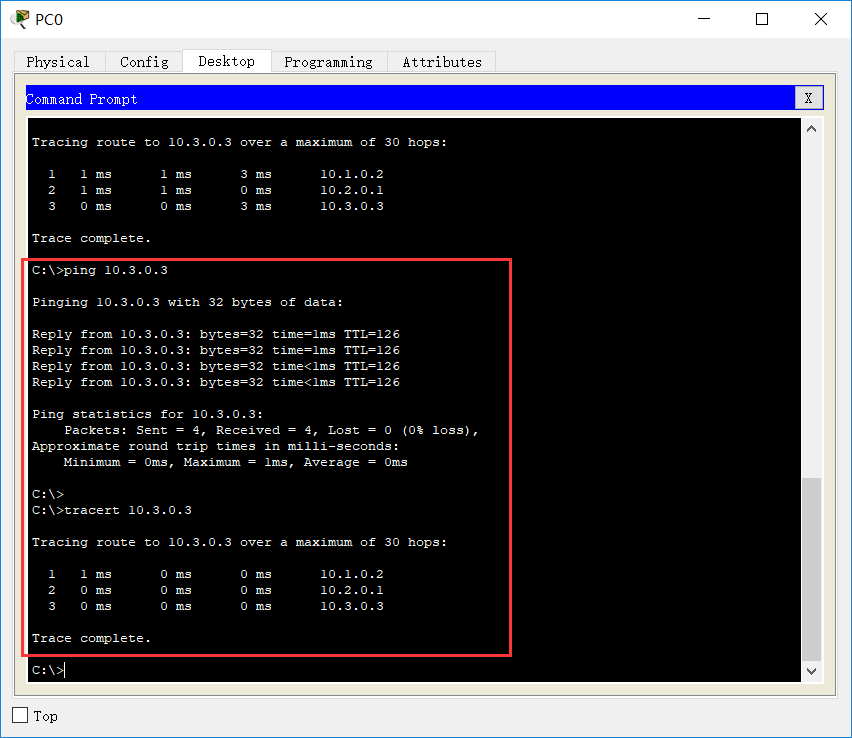 PC0
Physical Config Desktop Programming Attributes
Command Prompt X
Tracing route to 10.3.0.3 over a maximum of 30 hops:
1 1 ms 1 ms 3 ms 10.1.0.2
2 1 ms 1 ms 0 ms 10.2.0.1
3 0 ms 0 ms 3 ms 10.3.0.3
Trace complete.
C:\>ping 10.3.0.3
Pinging 10.3.0.3 with 32 bytes of data:
Reply from 10.3.0.3: bytes=32 time=1ms TTL=126
Reply from 10.3.0.3: bytes=32 time=1ms TTL=126
Reply from 10.3.0.3: bytes=32 time<1ms TTL=126
Reply from 10.3.0.3: bytes=32 time<1ms TTL=126
Ping statistics for 10.3.0.3:
Packets: Sent = 4, Received = 4, Lost = 0 (0% loss),
Approximate round trip times in milli-seconds:
Minimum = 0ms, Maximum = 1ms, Average = 0ms
C:\>
C:\>tracert 10.3.0.3
Tracing route to 10.3.0.3 over a maximum of 30 hops:
1 1 ms 0 ms 0 ms 10.1.0.2
2 0 ms 0 ms 0 ms 10.2.0.1
3 0 ms 0 ms 0 ms 10.3.0.3
Trace complete.
C:\>
Top